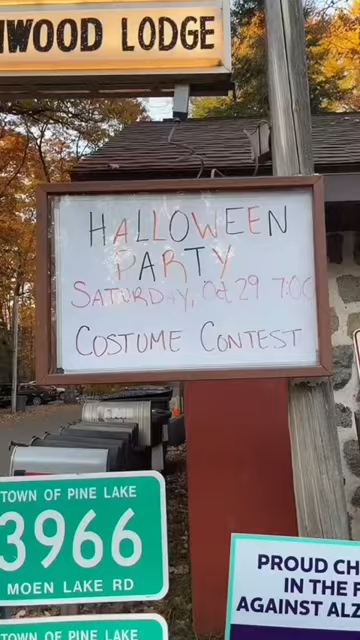 NWOOD LODGE
HALLOWEEN
PARTY
SATURDAY, Oct 29 7:00
COSTUME CONTEST
TOWN OF PINE LAKE
3966
MOEN LAKE RD
TOWN OF PINE LAKE
PROUD CH
IN THE F
AGAINST ALZ